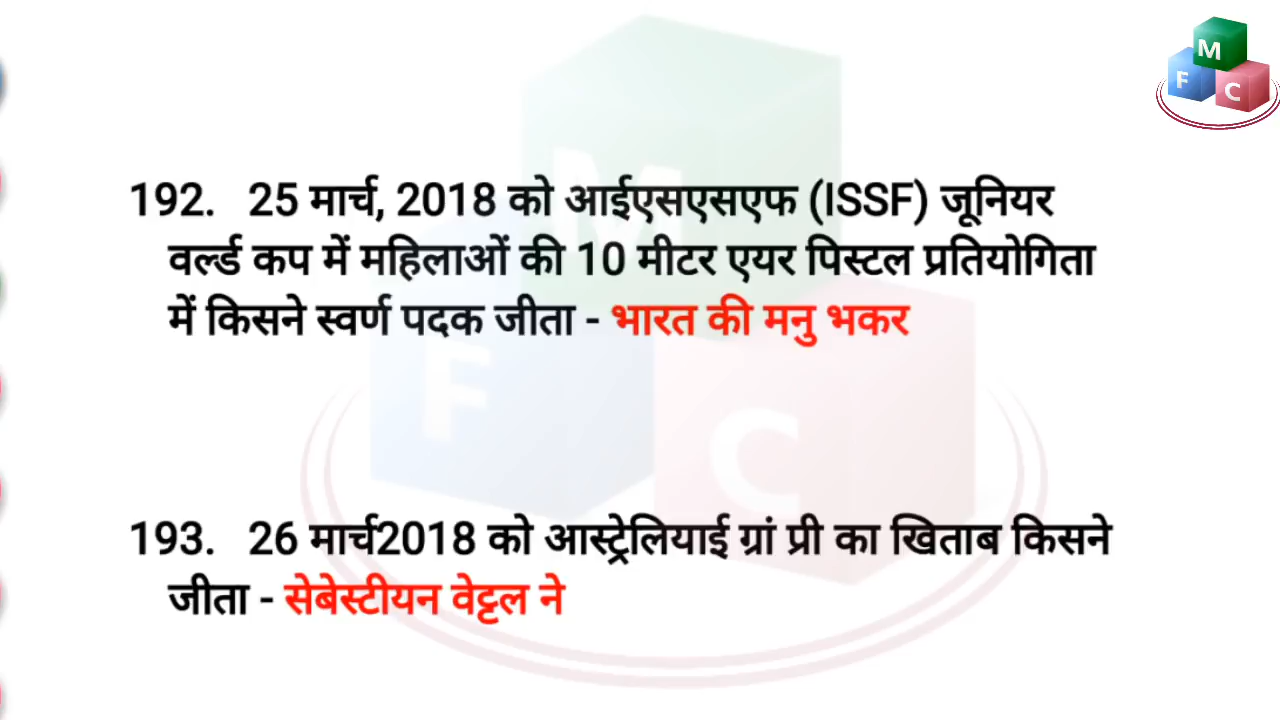 M
F C
192. 25 मार्च, 2018 को आईएसएसएफ (ISSF) जूनियर
वर्ल्ड कप में महिलाओं की 10 मीटर एयर पिस्टल प्रतियोगिता
में किसने स्वर्ण पदक जीता - भारत की मनु भकर
M
F
C
193. 26 मार्च2018 को आस्ट्रेलियाई ग्रां प्री का खिताब किसने
जीता - सेबेस्टीयन वेट्टल ने